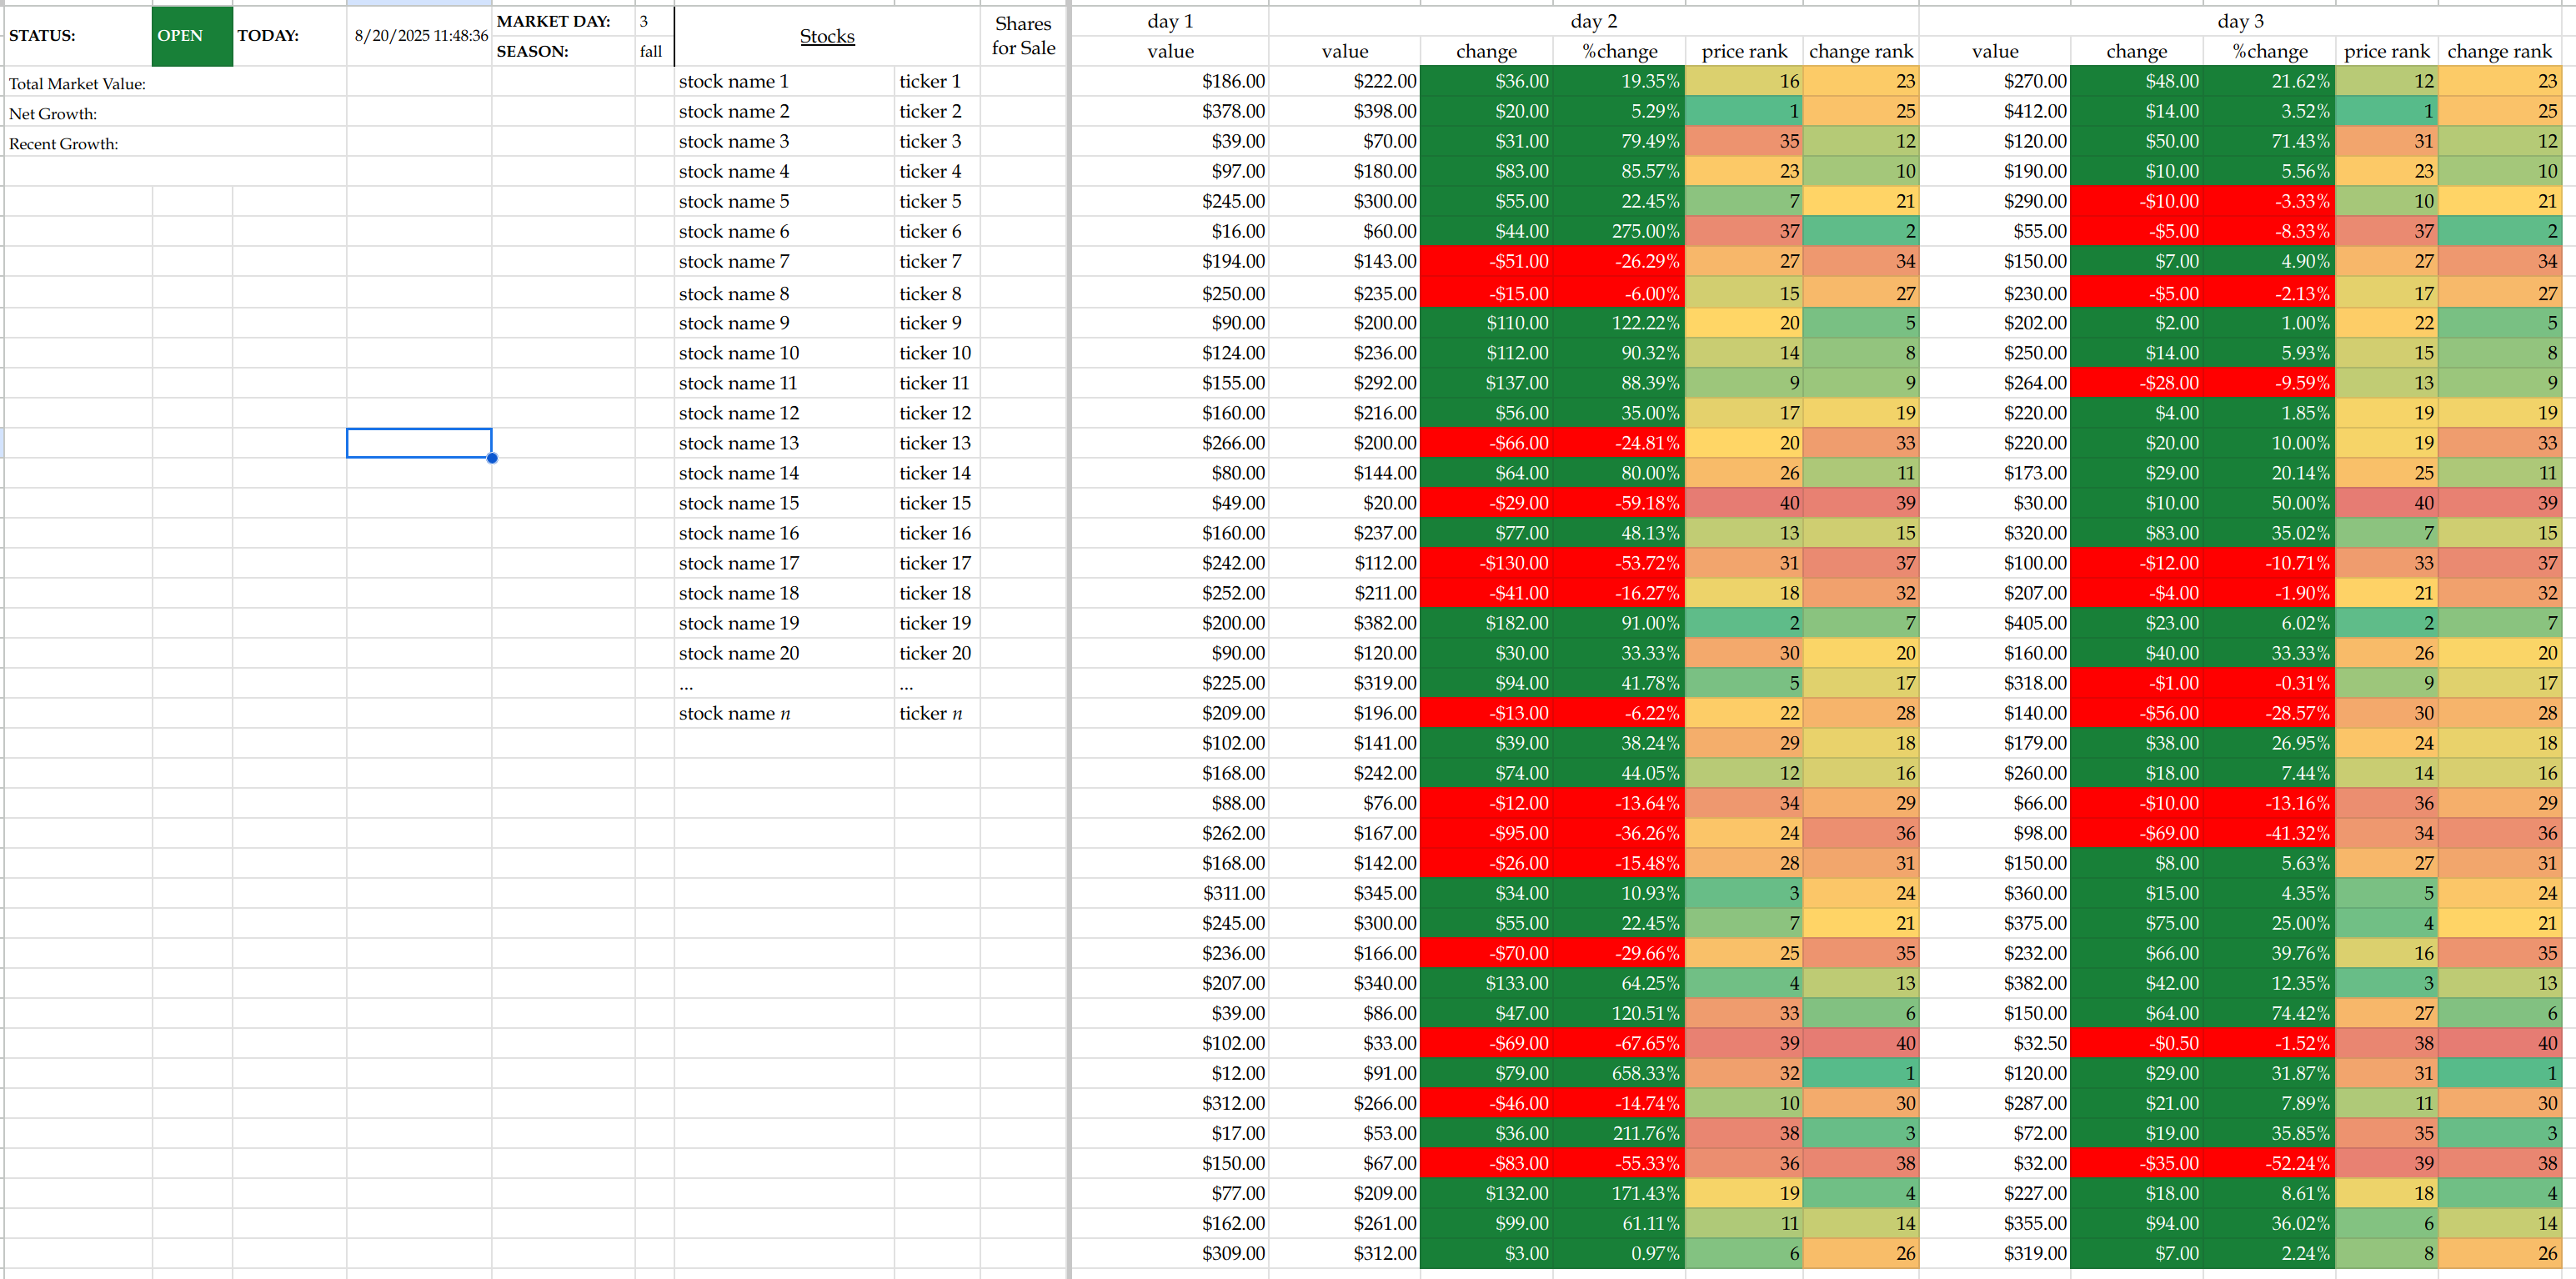 STATUS: OPEN TODAY: 8/20/2025 11:48:36 MARKET DAY: 3 Stocks Shares for Sale day 1 day 2 day 3
SEASON: fall value value change %change price rank change rank value change %change price rank change rank
Total Market Value: stock name 1 ticker 1 $186.00 $222.00 $36.00 19.35% 16 23 $270.00 $48.00 21.62% 12 23
Net Growth: stock name 2 ticker 2 $378.00 $398.00 $20.00 5.29% 1 25 $412.00 $14.00 3.52% 1 25
Recent Growth: stock name 3 ticker 3 $39.00 $70.00 $31.00 79.49% 35 12 $120.00 $50.00 71.43% 31 12
stock name 4 ticker 4 $97.00 $180.00 $83.00 85.57% 23 10 $190.00 $10.00 5.56% 23 10
stock name 5 ticker 5 $245.00 $300.00 $55.00 22.45% 7 21 $290.00 -$10.00 -3.33% 10 21
stock name 6 ticker 6 $16.00 $60.00 $44.00 275.00% 37 2 $55.00 -$5.00 -8.33% 37 2
stock name 7 ticker 7 $194.00 $143.00 -$51.00 -26.29% 27 34 $150.00 $7.00 4.90% 27 34
stock name 8 ticker 8 $250.00 $235.00 -$15.00 -6.00% 15 27 $230.00 -$5.00 -2.13% 17 27
stock name 9 ticker 9 $90.00 $200.00 $110.00 122.22% 20 5 $202.00 $2.00 1.00% 22 5
stock name 10 ticker 10 $124.00 $236.00 $112.00 90.32% 14 8 $250.00 $14.00 5.93% 15 8
stock name 11 ticker 11 $155.00 $292.00 $137.00 88.39% 9 9 $264.00 -$28.00 -9.59% 13 9
stock name 12 ticker 12 $160.00 $216.00 $56.00 35.00% 17 19 $220.00 $4.00 1.85% 19 19
stock name 13 ticker 13 $266.00 $200.00 -$66.00 -24.81% 20 33 $220.00 $20.00 10.00% 19 33
stock name 14 ticker 14 $80.00 $144.00 $64.00 80.00% 26 11 $173.00 $29.00 20.14% 25 11
stock name 15 ticker 15 $49.00 $20.00 -$29.00 -59.18% 40 39 $30.00 $10.00 50.00% 40 39
stock name 16 ticker 16 $160.00 $237.00 $77.00 48.13% 13 15 $320.00 $83.00 35.02% 7 15
stock name 17 ticker 17 $242.00 $112.00 -$130.00 -53.72% 31 37 $100.00 -$12.00 -10.71% 33 37
stock name 18 ticker 18 $252.00 $211.00 -$41.00 -16.27% 18 32 $207.00 -$4.00 -1.90% 21 32
stock name 19 ticker 19 $200.00 $382.00 $182.00 91.00% 2 7 $405.00 $23.00 6.02% 2 7
stock name 20 ticker 20 $90.00 $120.00 $30.00 33.33% 30 20 $160.00 $40.00 33.33% 26 20
... ... $225.00 $319.00 $94.00 41.78% 5 17 $318.00 -$1.00 -0.31% 9 17
stock name n ticker n $209.00 $196.00 -$13.00 -6.22% 22 28 $140.00 -$56.00 -28.57% 30 28
$102.00 $141.00 $39.00 38.24% 29 18 $179.00 $38.00 26.95% 24 18
$168.00 $242.00 $74.00 44.05% 12 16 $260.00 $18.00 7.44% 14 16
$88.00 $76.00 -$12.00 -13.64% 34 29 $66.00 -$10.00 -13.16% 36 29
$262.00 $167.00 -$95.00 -36.26% 24 36 $98.00 -$69.00 -41.32% 34 36
$168.00 $142.00 -$26.00 -15.48% 28 31 $150.00 $8.00 5.63% 27 31
$311.00 $345.00 $34.00 10.93% 3 24 $360.00 $15.00 4.35% 5 24
$245.00 $300.00 $55.00 22.45% 7 21 $375.00 $75.00 25.00% 4 21
$236.00 $166.00 -$70.00 -29.66% 25 35 $232.00 $66.00 39.76% 16 35
$207.00 $340.00 $133.00 64.25% 4 13 $382.00 $42.00 12.35% 3 13
$39.00 $86.00 $47.00 120.51% 33 6 $150.00 $64.00 74.42% 27 6
$102.00 $33.00 -$69.00 -67.65% 39 40 $32.50 -$0.50 -1.52% 38 40
$12.00 $91.00 $79.00 658.33% 32 1 $120.00 $29.00 31.87% 31 1
$312.00 $266.00 -$46.00 -14.74% 10 30 $287.00 $21.00 7.89% 11 30
$17.00 $53.00 $36.00 211.76% 38 3 $72.00 $19.00 35.85% 35 3
$150.00 $67.00 -$83.00 -55.33% 36 38 $32.00 -$35.00 -52.24% 39 38
$77.00 $209.00 $132.00 171.43% 19 4 $227.00 $18.00 8.61% 18 4
$162.00 $261.00 $99.00 61.11% 11 14 $355.00 $94.00 36.02% 6 14
$309.00 $312.00 $3.00 0.97% 6 26 $319.00 $7.00 2.24% 8 26